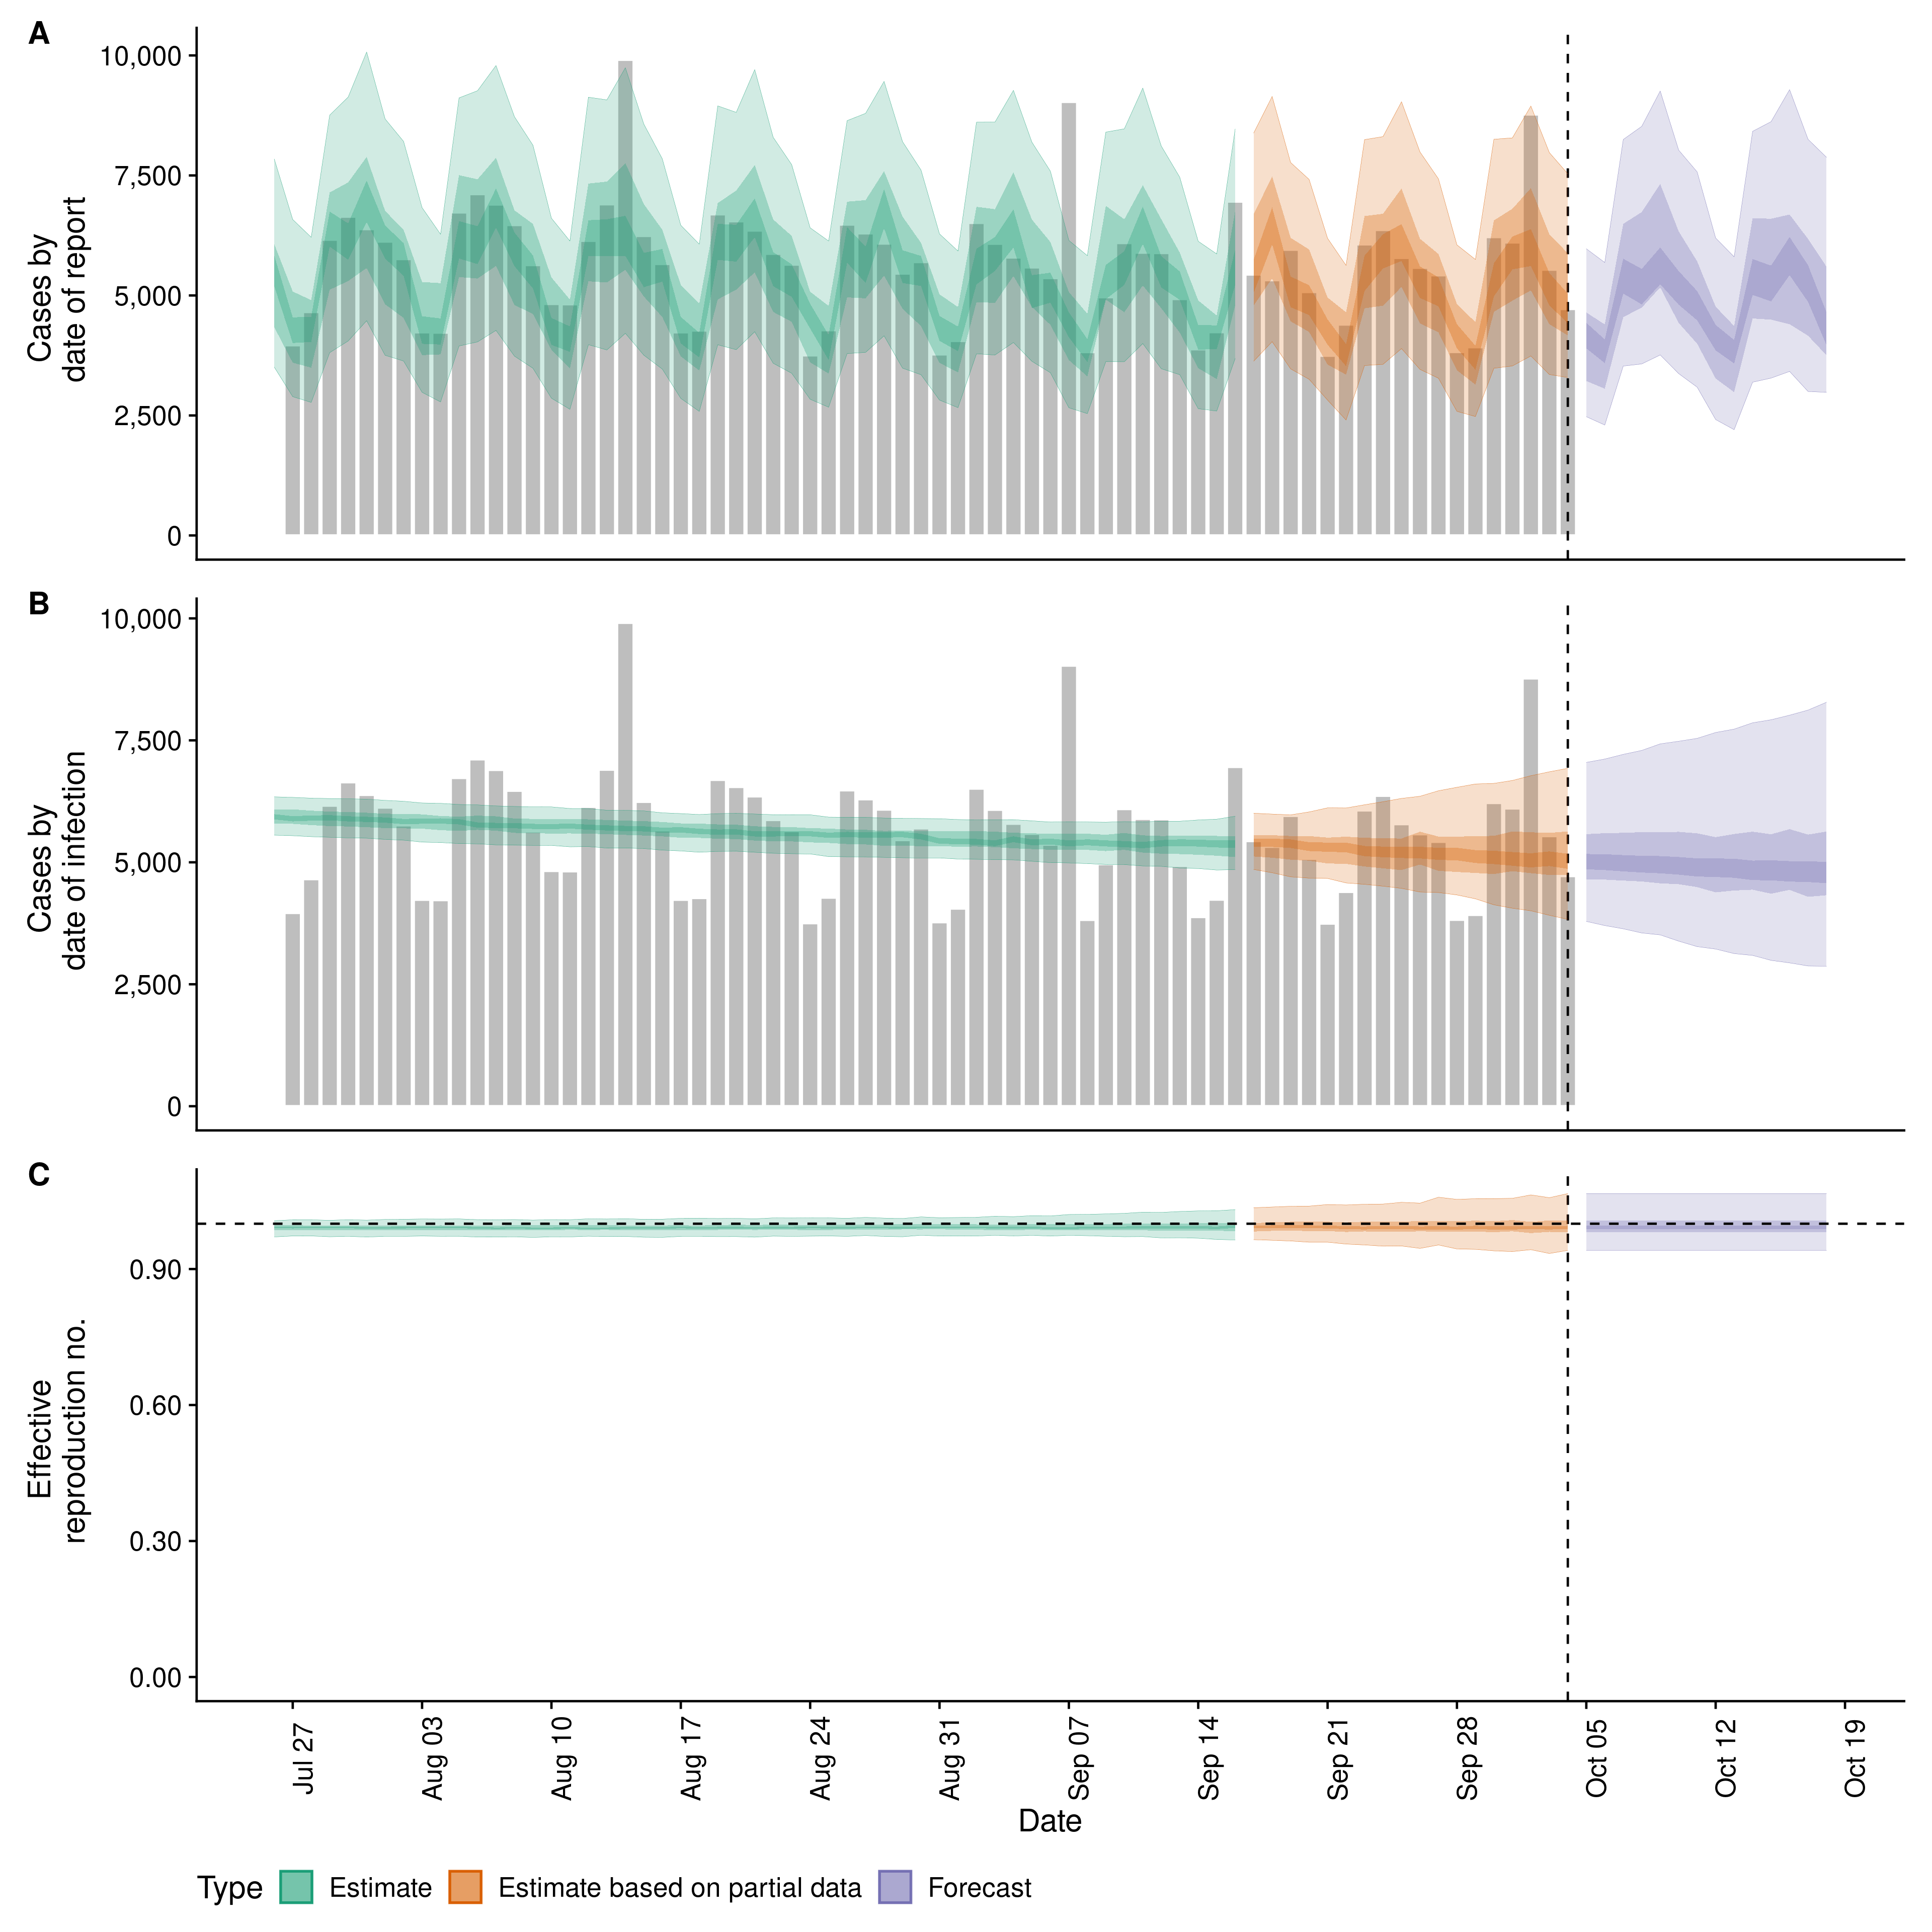 A
10,000
7,500
5,000
2,500
0
Cases by
date of report
B
10,000
7,500
5,000
2,500
0
Cases by
date of infection
C
0.90
0.60
0.30
0.00
Effective
reproduction no.
Jul 27
Aug 03
Aug 10
Aug 17
Aug 24
Aug 31
Sep 07
Sep 14
Sep 21
Sep 28
Oct 05
Oct 12
Oct 19
Date
Type Estimate Estimate based on partial data Forecast